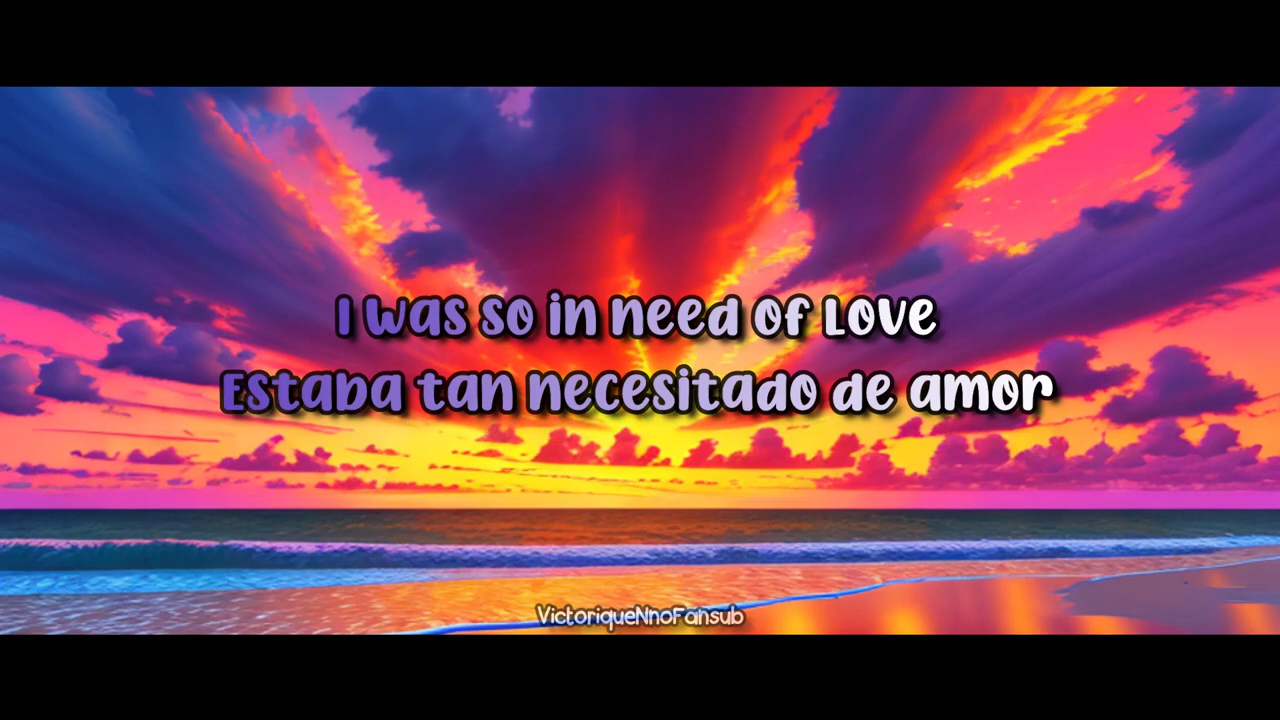 I was so in need of Love
Estaba tan necesitado de amor
VictoriqueNnoFansub